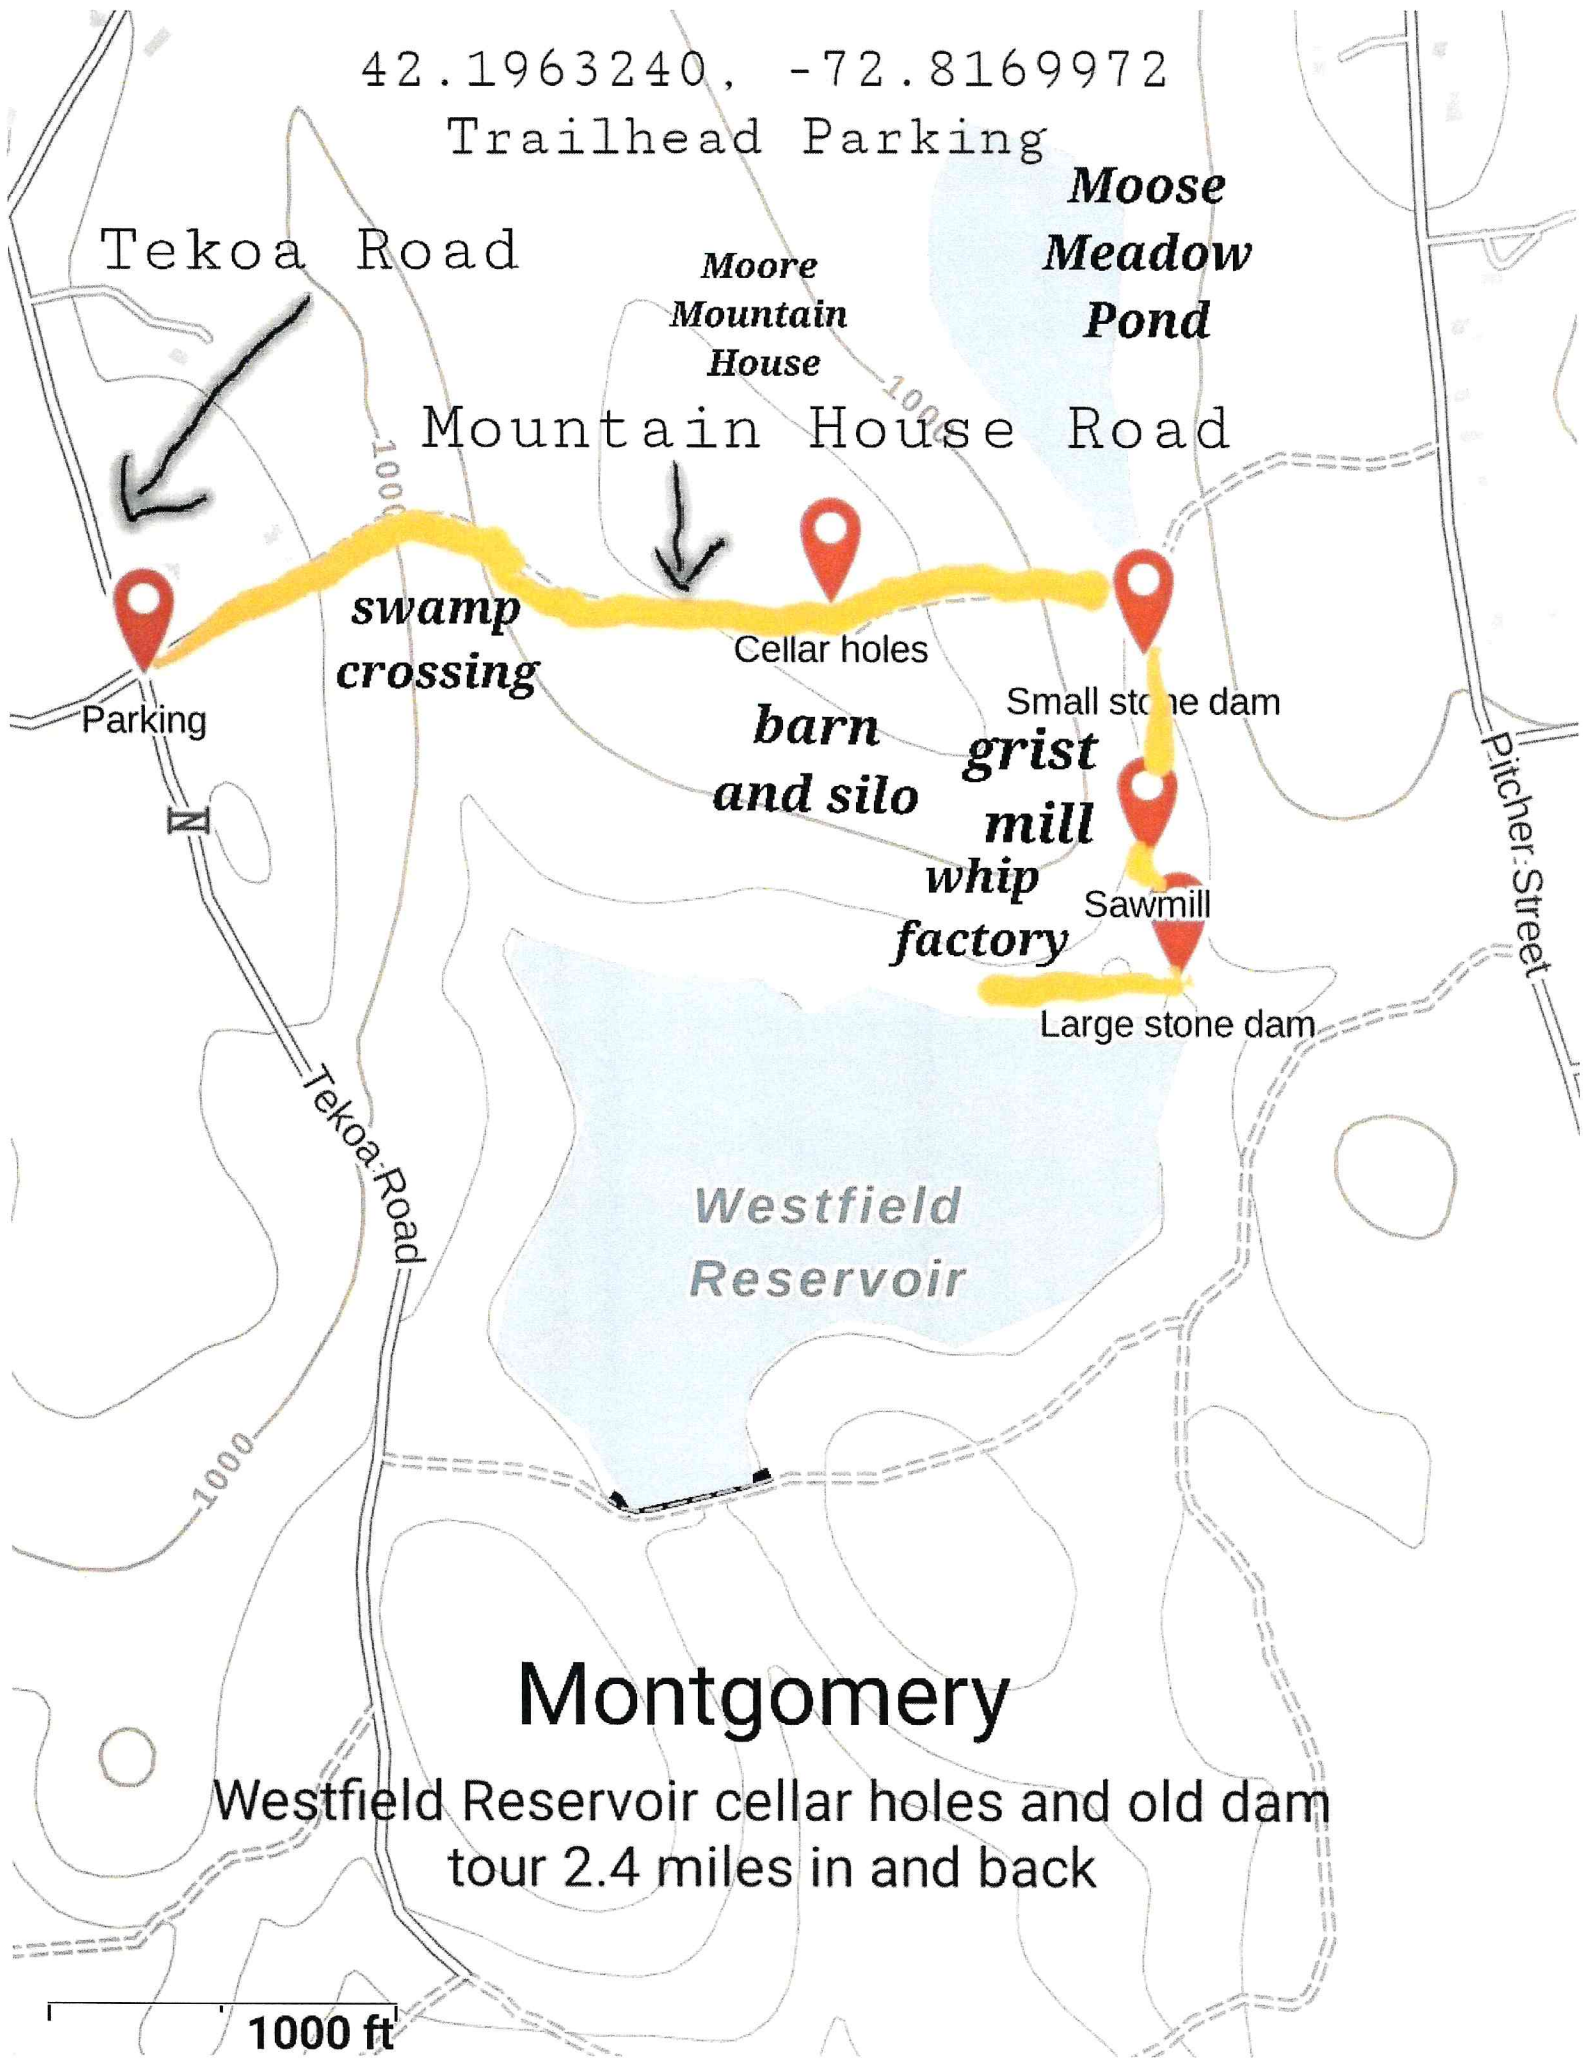 42.1963240, -72.8169972
Trailhead Parking
Moose
Meadow
Pond
Tekoa Road
Moore
Mountain
House
1000
Mountain House Road
1000
swamp
crossing
Cellar holes
Parking
Small stone dam
barn
and silo
grist
mill
whip
factory
Sawmill
Pitcher Street
Large stone dam
Tekoa Road
Westfield
Reservoir
1000
Montgomery
Westfield Reservoir cellar holes and old dam
tour 2.4 miles in and back
1000 ft